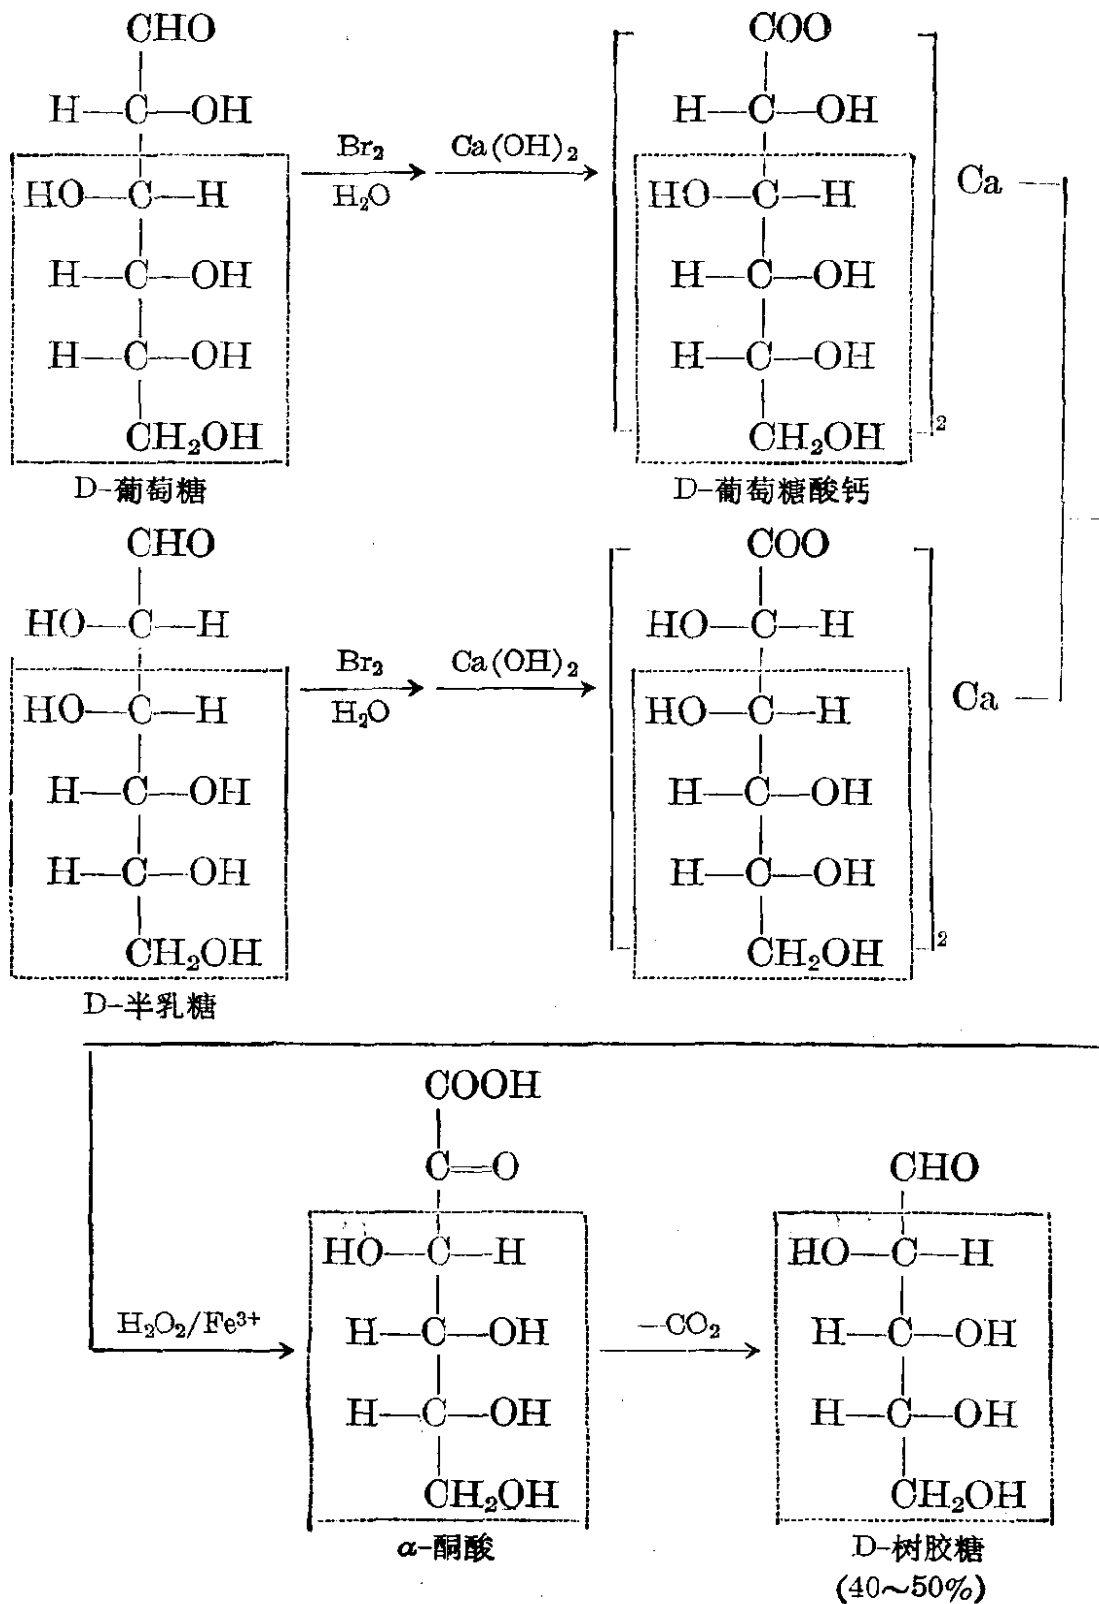 CHO
H—C—OH
HO—C—H
H—C—OH
H—C—OH
CH₂OH
D-葡萄糖
Br₂
H₂O
Ca(OH)₂
COO
H—C—OH
HO—C—H
H—C—OH
H—C—OH
CH₂OH
2
Ca
D-葡萄糖酸钙
CHO
HO—C—H
HO—C—H
H—C—OH
H—C—OH
CH₂OH
D-半乳糖
Br₂
H₂O
Ca(OH)₂
COO
HO—C—H
HO—C—H
H—C—OH
H—C—OH
CH₂OH
2
Ca
H₂O₂/Fe³⁺
COOH
C=O
HO—C—H
H—C—OH
H—C—OH
CH₂OH
α-酮酸
—CO₂
CHO
HO—C—H
H—C—OH
H—C—OH
CH₂OH
D-树胶糖
(40~50%)